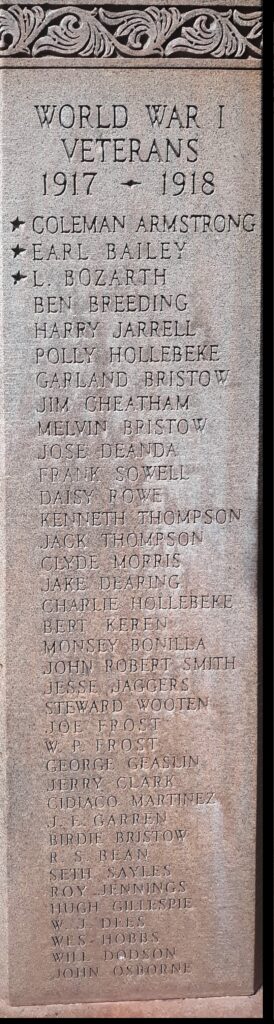 WORLD WAR I
VETERANS
1917 ✦ 1918
★ COLEMAN ARMSTRONG
★ EARL BAILEY
★ L. BOZARTH
BEN BREEDING
HARRY JARRELL
POLLY HOLLEBEKE
GARLAND BRISTOW
JIM CHEATHAM
MELVIN BRISTOW
JOSE DEANDA
FRANK SOWELL
DAISY ROWE
KENNETH THOMPSON
JACK THOMPSON
CLYDE MORRIS
JAKE DEARING
CHARLIE HOLLEBEKE
BERT KEREN
MONSEY BONILLA
JOHN ROBERT SMITH
JESSE JAGGERS
STEWARD WOOTEN
JOE FROST
W. P. FROST
GEORGE GEASLIN
JERRY CLARK
CIDIACO MARTINEZ
J. E. GARREN
BIRDIE BRISTOW
R. S. BEAN
SETH SAYLES
ROY JENNINGS
HUGH GILLESPIE
W. J. DEES
WES HOBBS
WILL DODSON
JOHN OSBORNE